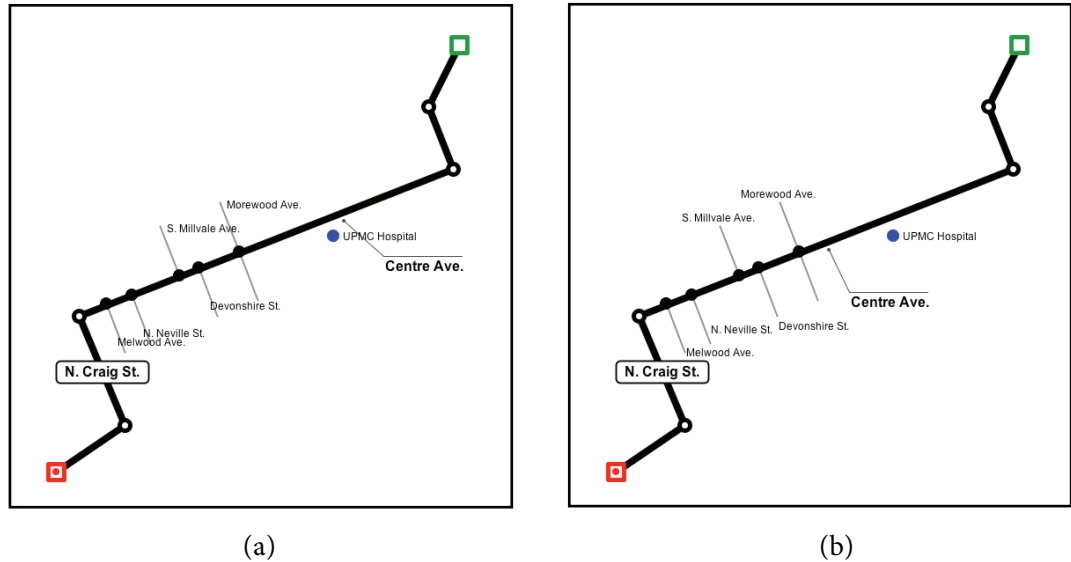 Morewood Ave.
S. Millvale Ave.
UPMC Hospital
Centre Ave.
Devonshire St.
N. Neville St.
Melwood Ave.
N. Craig St.
(a)
Morewood Ave.
S. Millvale Ave.
UPMC Hospital
Centre Ave.
Devonshire St.
N. Neville St.
Melwood Ave.
N. Craig St.
(b)